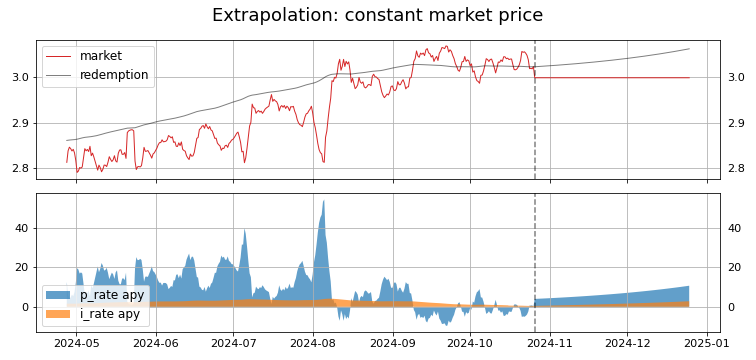 Extrapolation: constant market price
market
redemption
3.0
2.9
2.8
3.0
2.9
2.8
40
20
0
40
20
0
p_rate apy
i_rate apy
2024-05 2024-06 2024-07 2024-08 2024-09 2024-10 2024-11 2024-12 2025-01